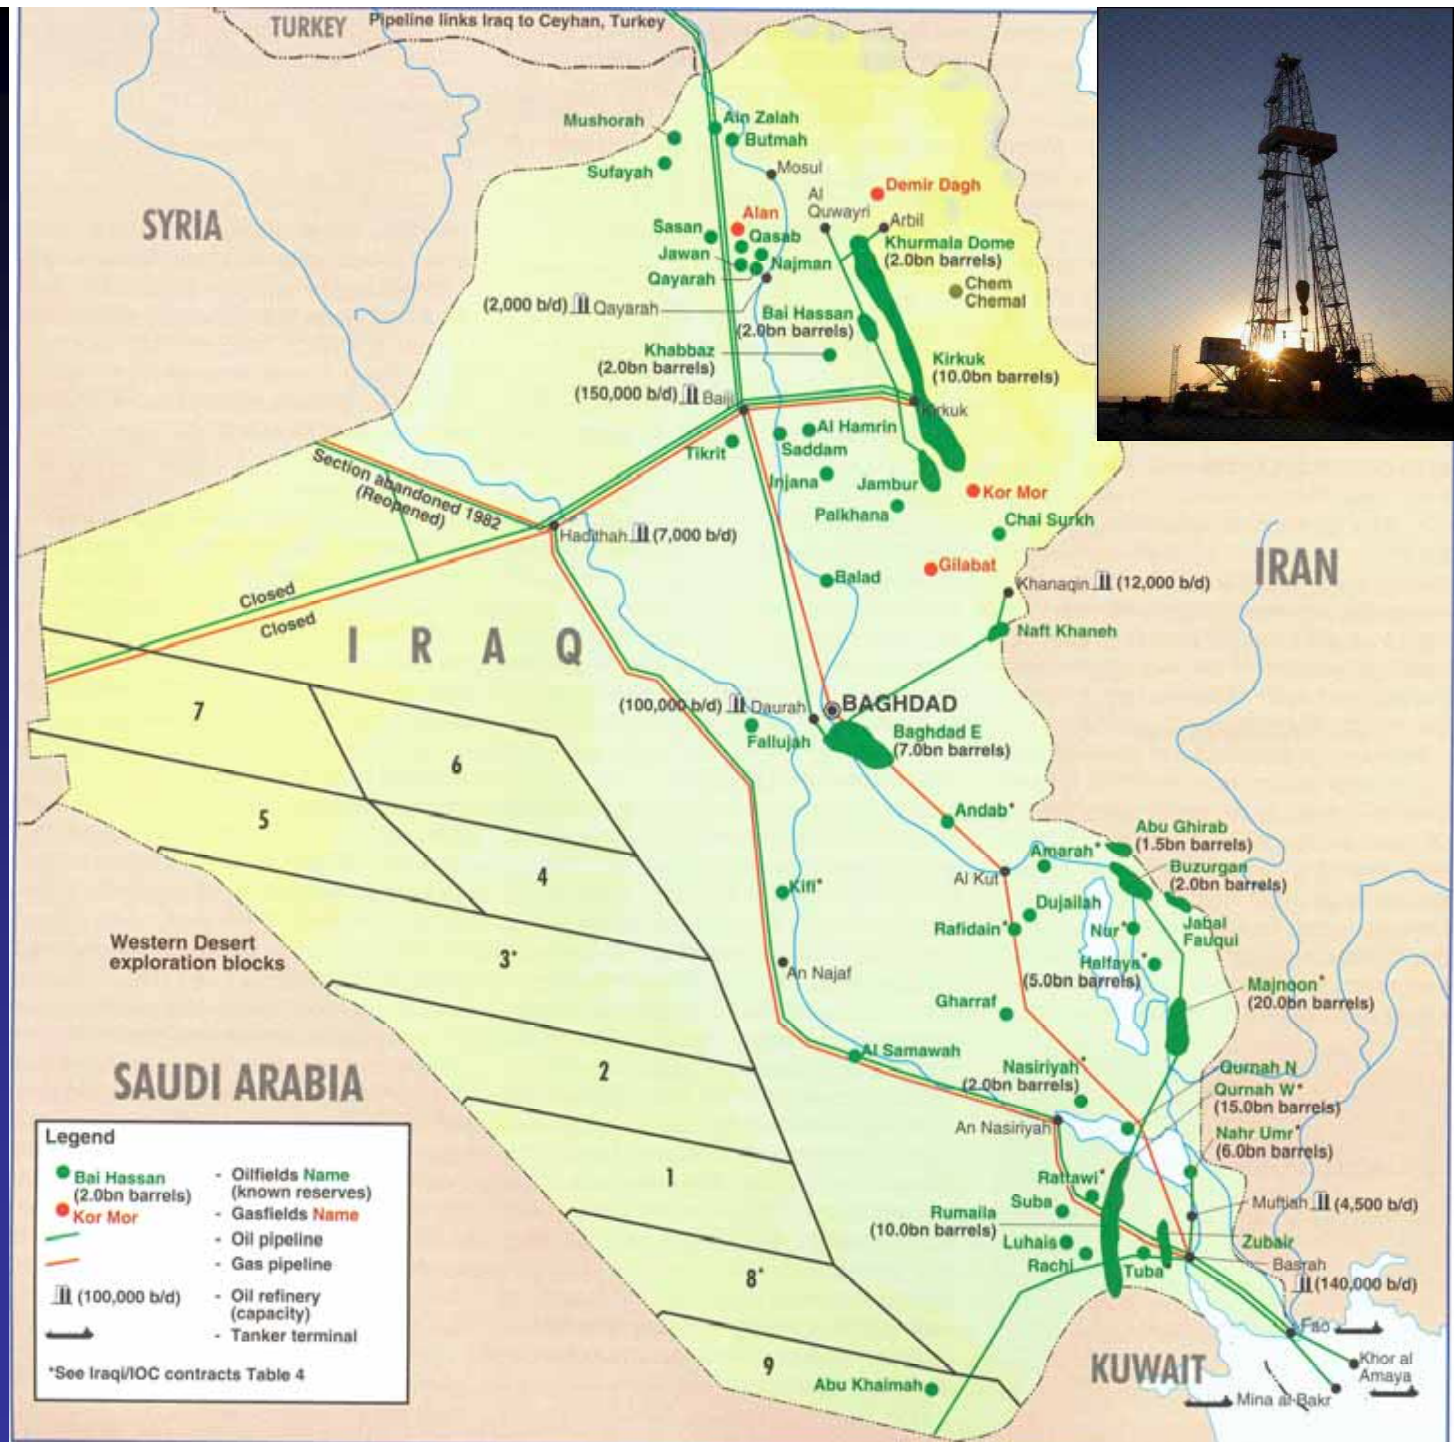 TURKEY
Pipeline links Iraq to Ceyhan, Turkey
Mushorah
Ain Zalah
Butmah
Sufayah
Mosul
SYRIA
Al
Quwayri
Demir Dagh
Arbil
Alan
Sasan
Qasab
Jawan
Najman
Qayarah
Khurmala Dome
(2.0bn barrels)
Chem
Chemal
(2,000 b/d)
Qayarah
Bai Hassan
(2.0bn barrels)
Khabbaz
(2.0bn barrels)
Kirkuk
(10.0bn barrels)
(150,000 b/d)
Baiji
Kirkuk
Al Hamrin
Saddam
Tikrit
Injana
Jambur
Kor Mor
Palkhana
Chai Surkh
Section abandoned 1982
(Reopened)
Hadithah
(7,000 b/d)
IRAN
Gilabat
Balad
Khanaqin
(12,000 b/d)
Closed
Closed
Naft Khaneh
I R A Q
(100,000 b/d)
Daurah
BAGHDAD
7
Fallujah
Baghdad E
(7.0bn barrels)
6
5
Andab*
Abu Ghirab
(1.5bn barrels)
Amarah*
Buzurgan
(2.0bn barrels)
4
Kifl*
Al Kut
Dujailah
Jabal
Fauqui
Rafidain*
Nur*
Western Desert
exploration blocks
3*
An Najaf
Halfaya*
(5.0bn barrels)
Majnoon*
(20.0bn barrels)
Gharraf
Al Samawah
SAUDI ARABIA
2
Nasiriyah*
(2.0bn barrels)
Qurnah N
Qurnah W*
(15.0bn barrels)
An Nasiriyah
Nahr Umr*
(6.0bn barrels)
1
Rattawi*
Suba
Rumaila
(10.0bn barrels)
Muftiah
(4,500 b/d)
Luhais
Rachi
Tuba
Zubair
Basrah
(140,000 b/d)
8*
Fao
9
Abu Khaimah
KUWAIT
Khor al
Amaya
Mina al-Bakr
Legend
Bai Hassan
(2.0bn barrels)
- Oilfields Name
(known reserves)
Kor Mor
- Gasfields Name
- Oil pipeline
- Gas pipeline
(100,000 b/d)
- Oil refinery
(capacity)
- Tanker terminal
*See Iraqi/IOC contracts Table 4